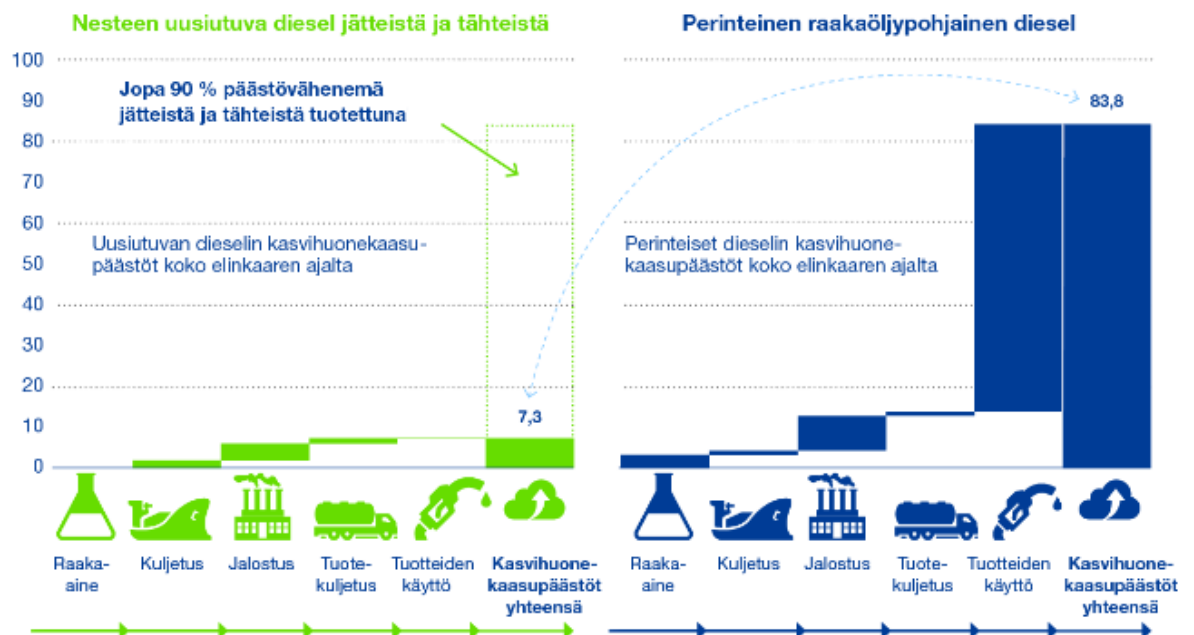 Nesteen uusiutuva diesel jätteistä ja tähteistä
100
90
80
70
60
50
40
30
20
10
0
Jopa 90 % päästövähenemä
jätteistä ja tähteistä tuotettuna
Uusiutuvan dieselin kasvihuonekaasu-
päästöt koko elinkaaren ajalta
7,3
Raaka-
aine
Kuljetus
Jalostus
Tuote-
kuljetus
Tuotteiden
käyttö
Kasvihuone-
kaasupäästöt
yhteensä
Perinteinen raakaöljypohjainen diesel
83,8
Perinteiset dieselin kasvihuone-
kaasupäästöt koko elinkaaren ajalta
Raaka-
aine
Kuljetus
Jalostus
Tuote-
kuljetus
Tuotteiden
käyttö
Kasvihuone-
kaasupäästöt
yhteensä